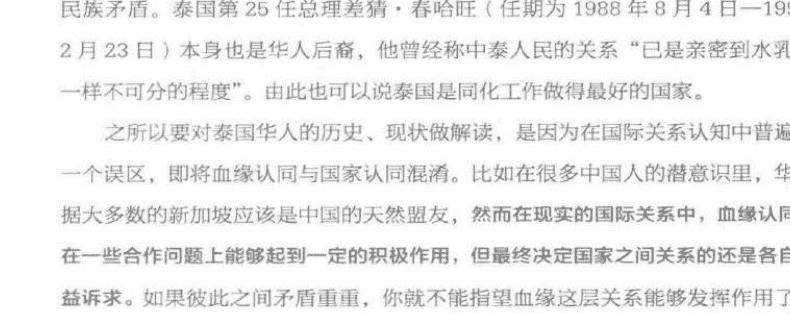 民族矛盾。泰国第 25 任总理差猜·春哈旺（任期为 1988 年 8 月 4 日—199
2 月 23 日）本身也是华人后裔，他曾经称中泰人民的关系“已是亲密到水乳
一样不可分的程度”。由此也可以说泰国是同化工作做得最好的国家。
之所以要对泰国华人的历史、现状做解读，是因为在国际关系认知中普遍
一个误区，即将血缘认同与国家认同混淆。比如在很多中国人的潜意识里，华
据大多数的新加坡应该是中国的天然盟友，然而在现实的国际关系中，血缘认同
在一些合作问题上能够起到一定的积极作用，但最终决定国家之间关系的还是各自
益诉求。如果彼此之间矛盾重重，你就不能指望血缘这层关系能够发挥作用了